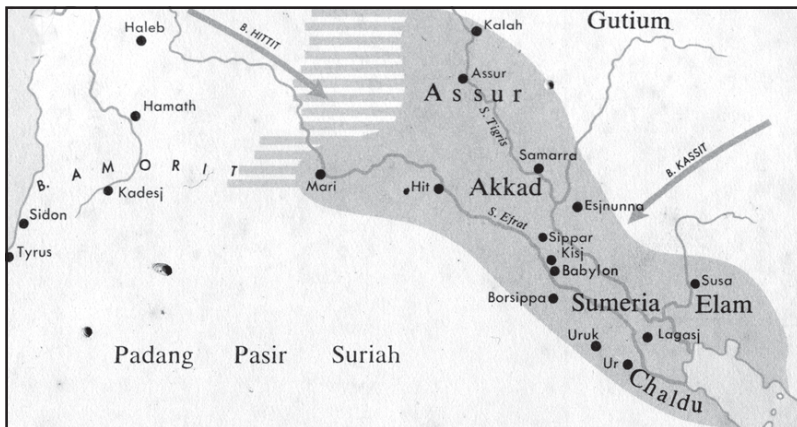 Gutium
Haleb
Kalah
B. HITTIT
Assur
Assur
Hamath
S. Tigris
B. KASSIT
B. AMORIT
Samarra
Mari
Hit
Akkad
Kadesj
Esjnunna
Sidon
S. Efrat
Sippar
Tyrus
Kisj
Babylon
Susa
Borsippa
Sumeria
Elam
Uruk
Lagasj
Padang Pasir Suriah
Ur
Chaldu